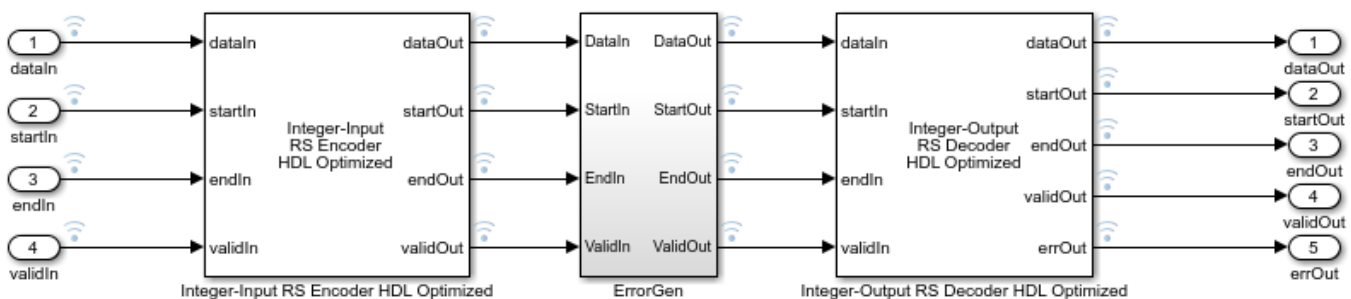 1
dataIn
2
startIn
3
endIn
4
validIn
dataIn
startIn
endIn
validIn
Integer-Input
RS Encoder
HDL Optimized
dataOut
startOut
endOut
validOut
Integer-Input RS Encoder HDL Optimized
DataIn
StartIn
EndIn
ValidIn
DataOut
StartOut
EndOut
ValidOut
ErrorGen
dataIn
startIn
endIn
validIn
Integer-Output
RS Decoder
HDL Optimized
dataOut
startOut
endOut
validOut
errOut
Integer-Output RS Decoder HDL Optimized
1
dataOut
2
startOut
3
endOut
4
validOut
5
errOut